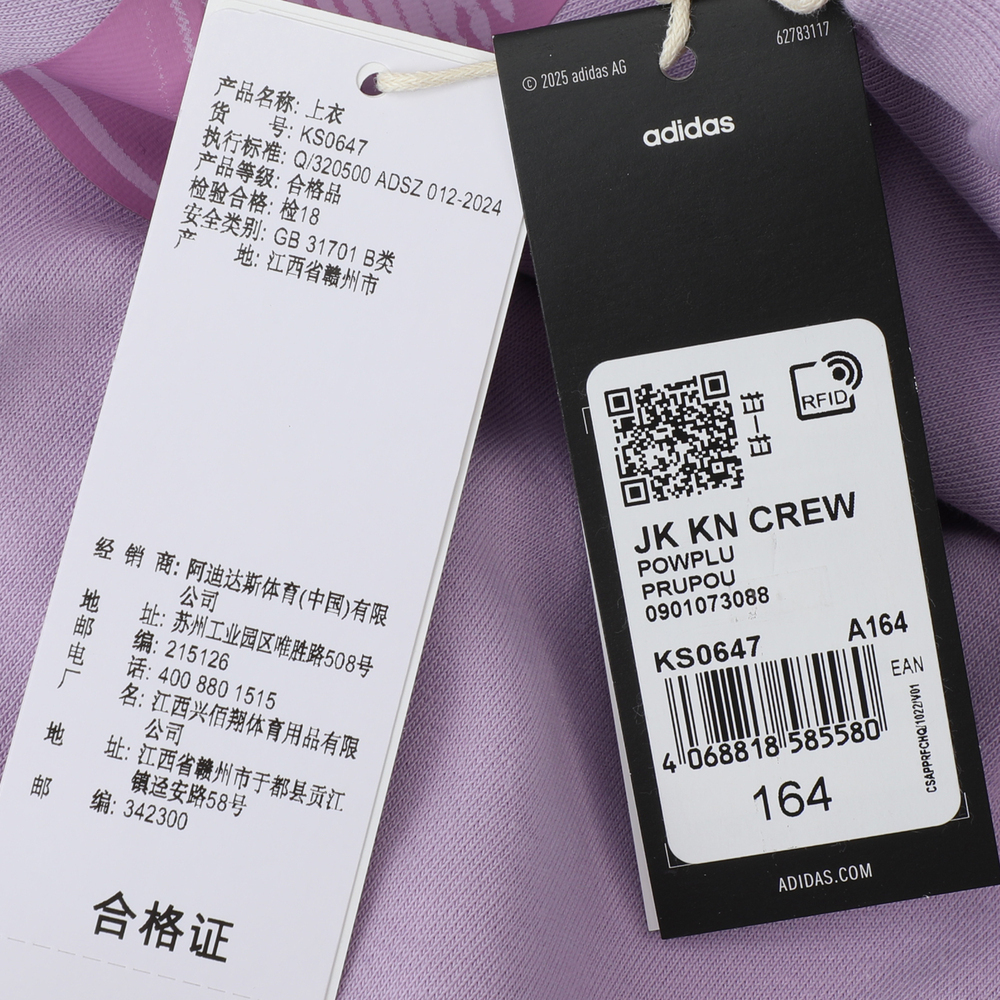 产品名称: 上衣
货 号: KS0647
执行标准: Q/320500 ADSZ 012-2024
产品等级: 合格品
检验合格: 检18
安全类别: GB 31701 B类
产 地: 江西省赣州市
经 销 商: 阿迪达斯体育(中国)有限
公司
地 址: 苏州工业园区唯胜路508号
邮 编: 215126
电 话: 400 880 1515
厂 名: 江西兴佰翔体育用品有限
公司
地 址: 江西省赣州市于都县贡江
镇迳安路58号
邮 编: 342300
合格证
62783117
© 2025 adidas AG
adidas
扫一扫
RFID
JK KN CREW
POWPLU
PRUPOU
0901073088
KS0647 A164
EAN
4 068818 585580
CSAPPRFCHQ/1022/V01
164
ADIDAS.COM